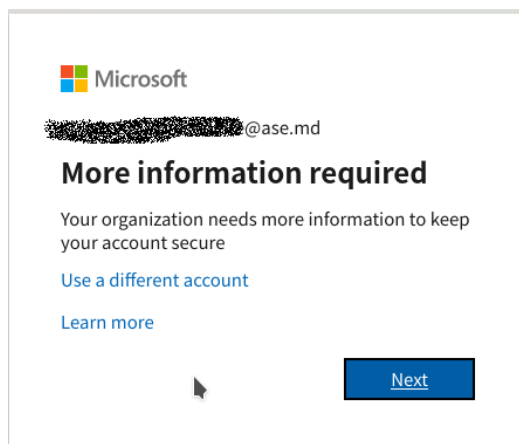 Microsoft
@ase.md
More information required
Your organization needs more information to keep
your account secure
Use a different account
Learn more
Next